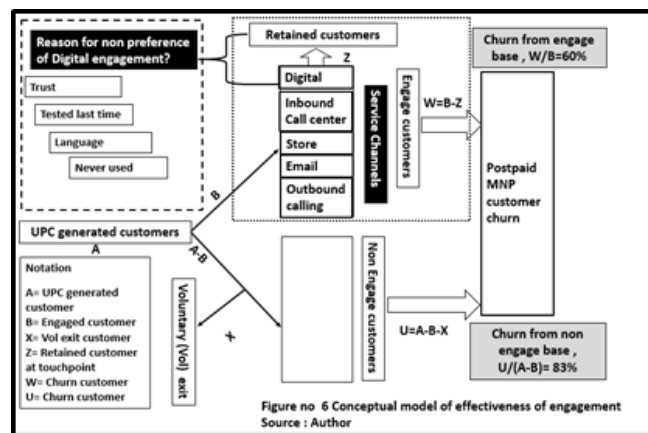 Reason for non preference
of Digital engagement?
Trust
Tested last time
Language
Never used
Retained customers
Z
Digital
Inbound
Call center
Store
Email
Outbound
calling
Service Channels
Engage customers
W=B-Z
Churn from engage
base , W/B=60%
Postpaid
MNP
customer
churn
B
UPC generated customers
A
A-B
X
Voluntary (Vol) exit
Non Engage customers
U=A-B-X
Churn from non
engage base ,
U/(A-B)= 83%
Notation
A= UPC generated
customer
B= Engaged customer
X= Vol exit customer
Z= Retained customer
at touchpoint
W= Churn customer
U= Churn customer
Figure no 6 Conceptual model of effectiveness of engagement
Source : Author